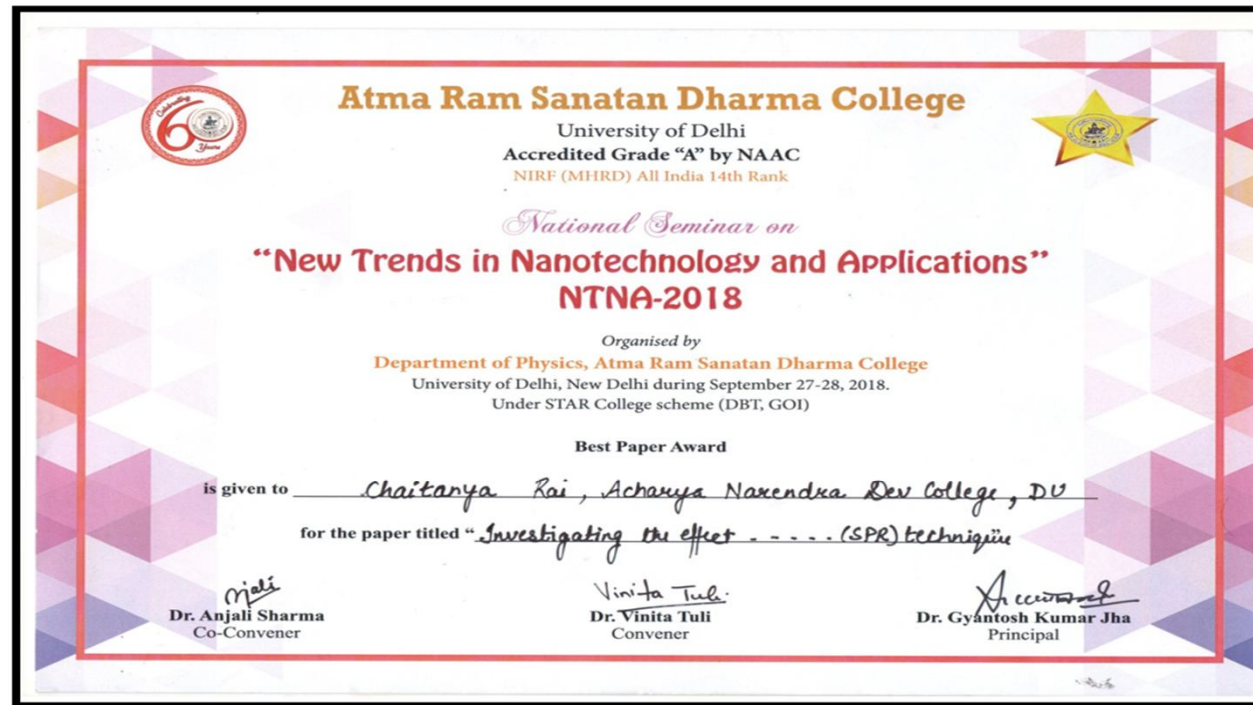 Celebrating
60
Years
Atma Ram Sanatan Dharma College
University of Delhi
Accredited Grade “A” by NAAC
NIRF (MHRD) All India 14th Rank
National Seminar on
“New Trends in Nanotechnology and Applications”
NTNA-2018
Organised by
Department of Physics, Atma Ram Sanatan Dharma College
University of Delhi, New Delhi during September 27-28, 2018.
Under STAR College scheme (DBT, GOI)
Best Paper Award
is given to Chaitanya Rai, Acharya Narendra Dev College, DU
for the paper titled “ Investigating the effect - - - - - (SPR) technique
njali Vinita Tuli.
Dr. Anjali Sharma Dr. Vinita Tuli Dr. Gyantosh Kumar Jha
Co-Convener Convener Principal